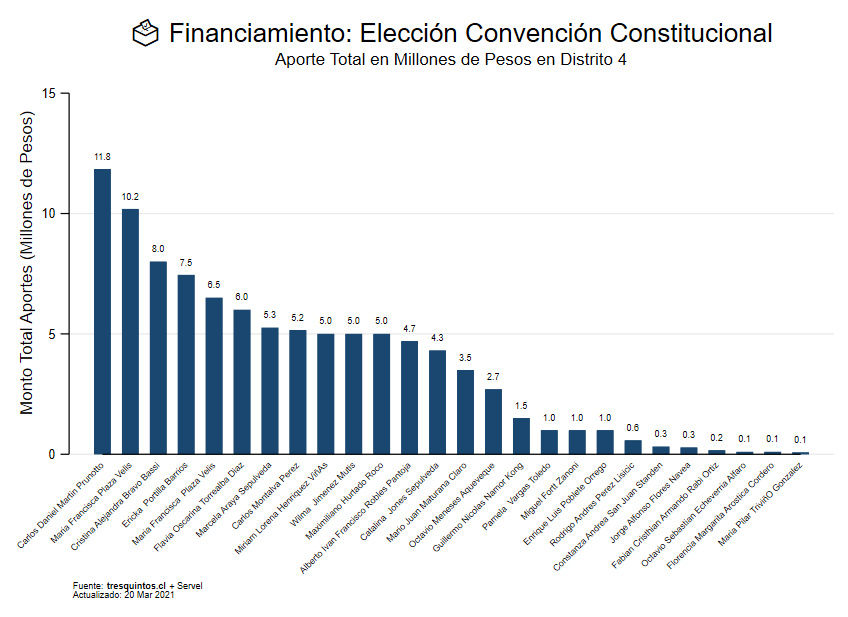 Financiamiento: Elección Convención Constitucional
Aporte Total en Millones de Pesos en Distrito 4
Monto Total Aportes (Millones de Pesos)
15
10
5
0
11.8
10.2
8.0
7.5
6.5
6.0
5.3
5.2
5.0
5.0
5.0
4.7
4.3
3.5
2.7
1.5
1.0
1.0
1.0
0.6
0.3
0.3
0.2
0.1
0.1
0.1
Carlos Daniel Martin Prunotto
Maria Francisca Plaza Velis
Cristina Alejandra Bravo Bassi
Ericka Portilla Barrios
Maria Francisca Plaza Velis
Flavia Oscarina Torrealba Diaz
Marcela Araya Sepulveda
Carlos Montalva Perez
Miriam Lorena Henriquez ViñAs
Wilma Jimenez Mutis
Maximiliano Hurtado Roco
Alberto Ivan Francisco Robles Pantoja
Catalina Jones Sepulveda
Mario Juan Maturana Claro
Octavio Meneses Aqueveque
Guillermo Nicolas Namor Kong
Pamela Vargas Toledo
Miguel Fortt Zanoni
Enrique Luis Poblete Orrego
Rodrigo Andres Perez Lisicic
Constanza Andrea San Juan Standen
Jorge Alfonso Flores Navea
Fabian Cristhian Armando Rabi Ortiz
Octavio Sebastian Echeverria Alfaro
Florencia Margarita Arostica Cordero
Maria Pilar TriviñO Gonzalez
Fuente: tresquintos.cl + Servel
Actualizado: 20 Mar 2021